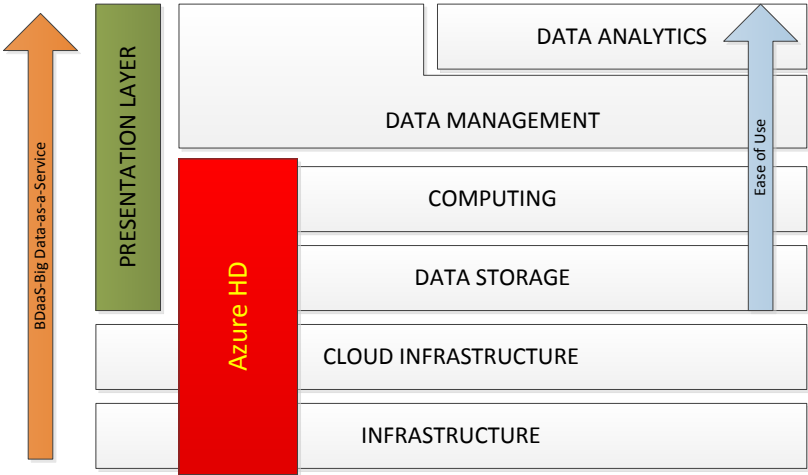 BDaaS-Big Data-as-a-Service
PRESENTATION LAYER
DATA ANALYTICS
DATA MANAGEMENT
Ease of Use
COMPUTING
Azure HD
DATA STORAGE
CLOUD INFRASTRUCTURE
INFRASTRUCTURE